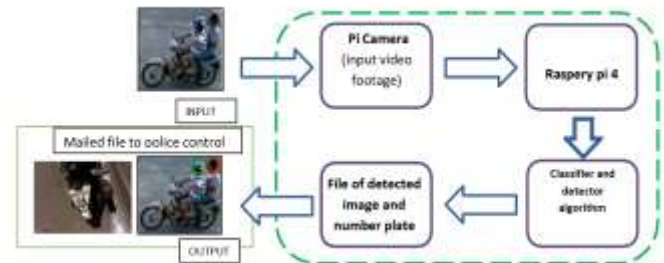 Pi Camera
(input video
footage)
Raspery pi 4
INPUT
Mailed file to oolice control
File of detected
image and
number plate
Classifier and
detector
algorithm
OUTPUT